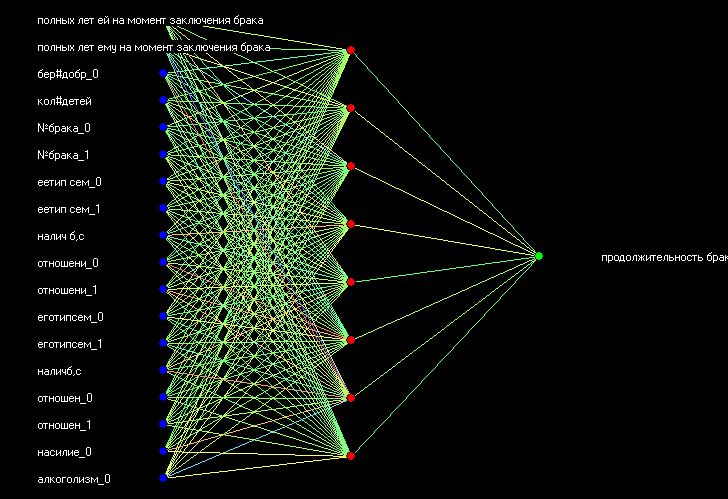 полных лет ей на момент заключения брака
полных лет ему на момент заключения брака
бер#добр_0
кол#детей
№брака_0
№брака_1
еетип сем_0
еетип сем_1
налич б,с
отношени_0
отношени_1
еготипсем_0
еготипсем_1
наличб,с
отношен_0
отношен_1
насилие_0
алкоголизм_0
продолжительность брак